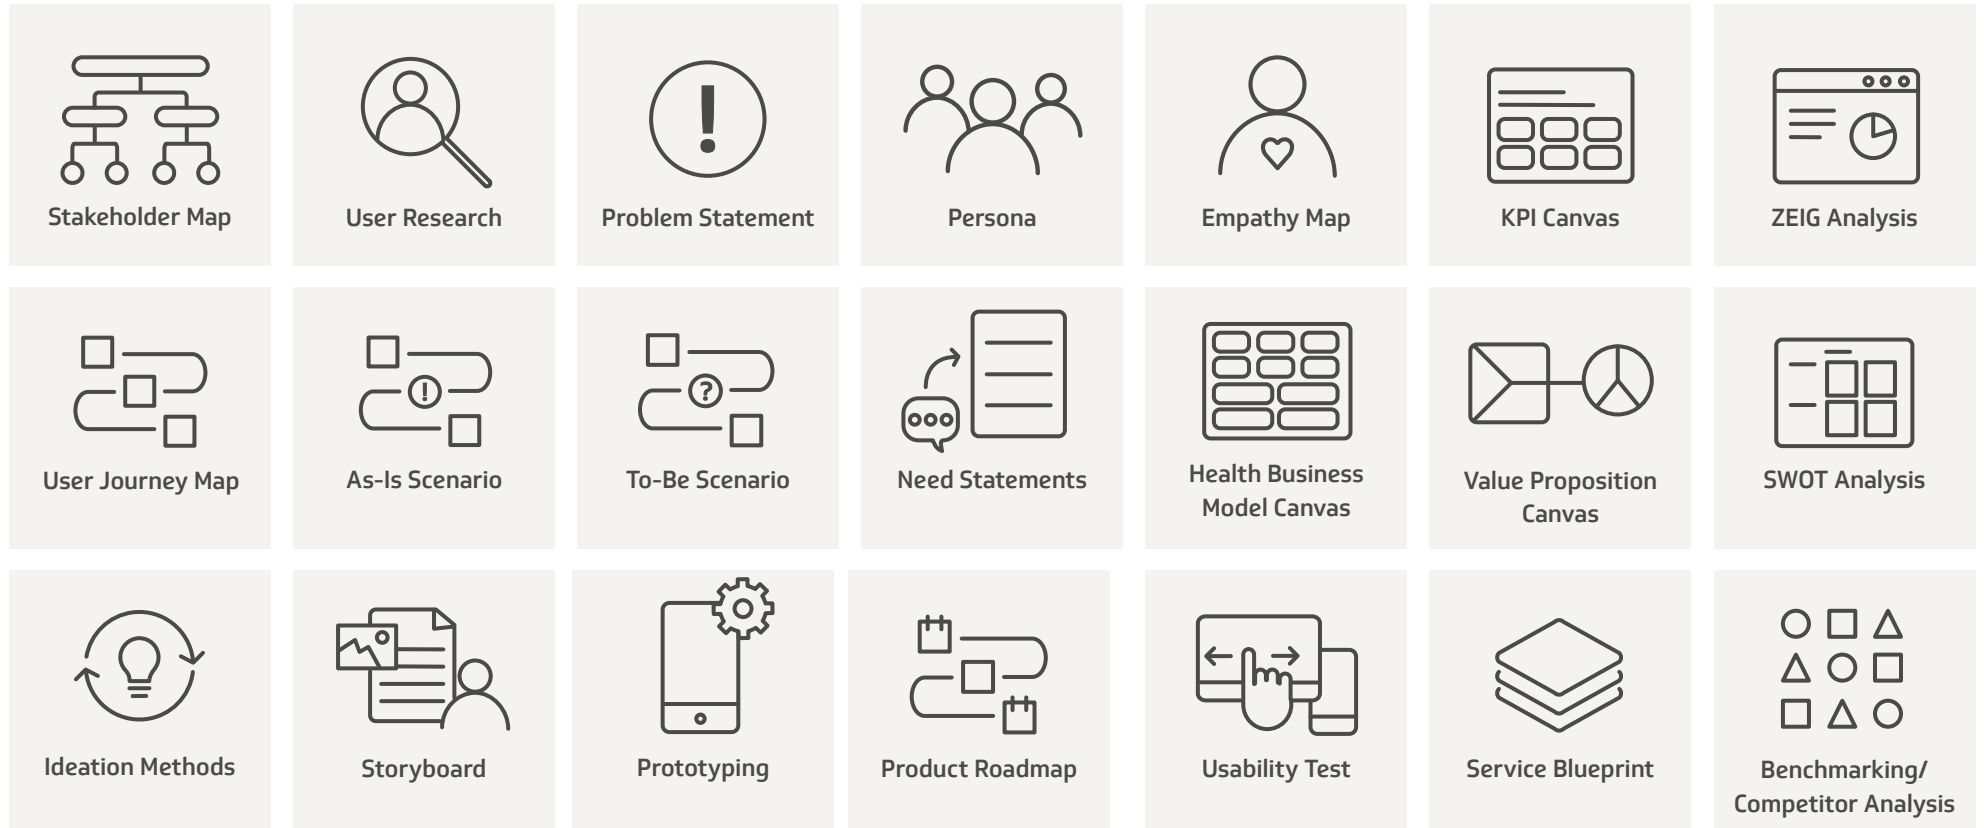 Stakeholder Map
User Research
Problem Statement
Persona
Empathy Map
KPI Canvas
ZEIG Analysis
User Journey Map
As-Is Scenario
!
To-Be Scenario
?
Need Statements
Health Business
Model Canvas
Value Proposition
Canvas
SWOT Analysis
Ideation Methods
Storyboard
Prototyping
Product Roadmap
Usability Test
Service Blueprint
Benchmarking/
Competitor Analysis